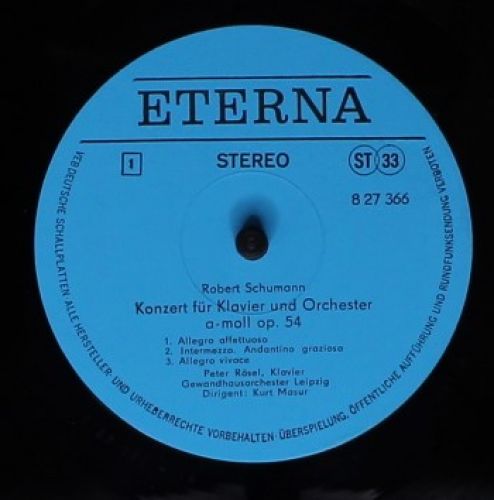 ETERNA
1 STEREO ST 33
8 27 366
Robert Schumann
Konzert für Klavier und Orchester
a-moll op. 54
1. Allegro affettuoso
2. Intermezzo. Andantino grazioso
3. Allegro vivace
Peter Rösel, Klavier
Gewandhausorchester Leipzig
Dirigent: Kurt Masur
VEB DEUTSCHE SCHALLPLATTEN ALLE HERSTELLER- UND URHEBERRECHTE VORBEHALTEN · ÜBERSPIELUNG, ÖFFENTLICHE AUFFÜHRUNG UND RUNDFUNKSENDUNG VERBOTEN